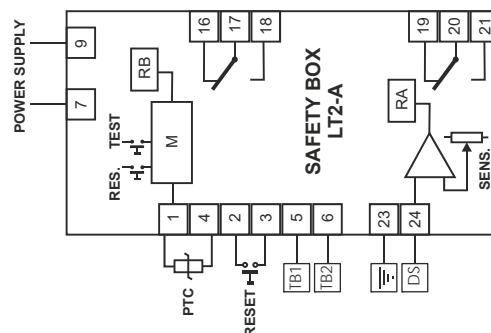 POWER SUPPLY
9
7
16
17
18
19
20
21
RB
RA
TEST
RES.
M
SAFETY BOX
LT2-A
SENS.
1
4
2
3
5
6
23
24
PTC
RESET
TB1
TB2
DS